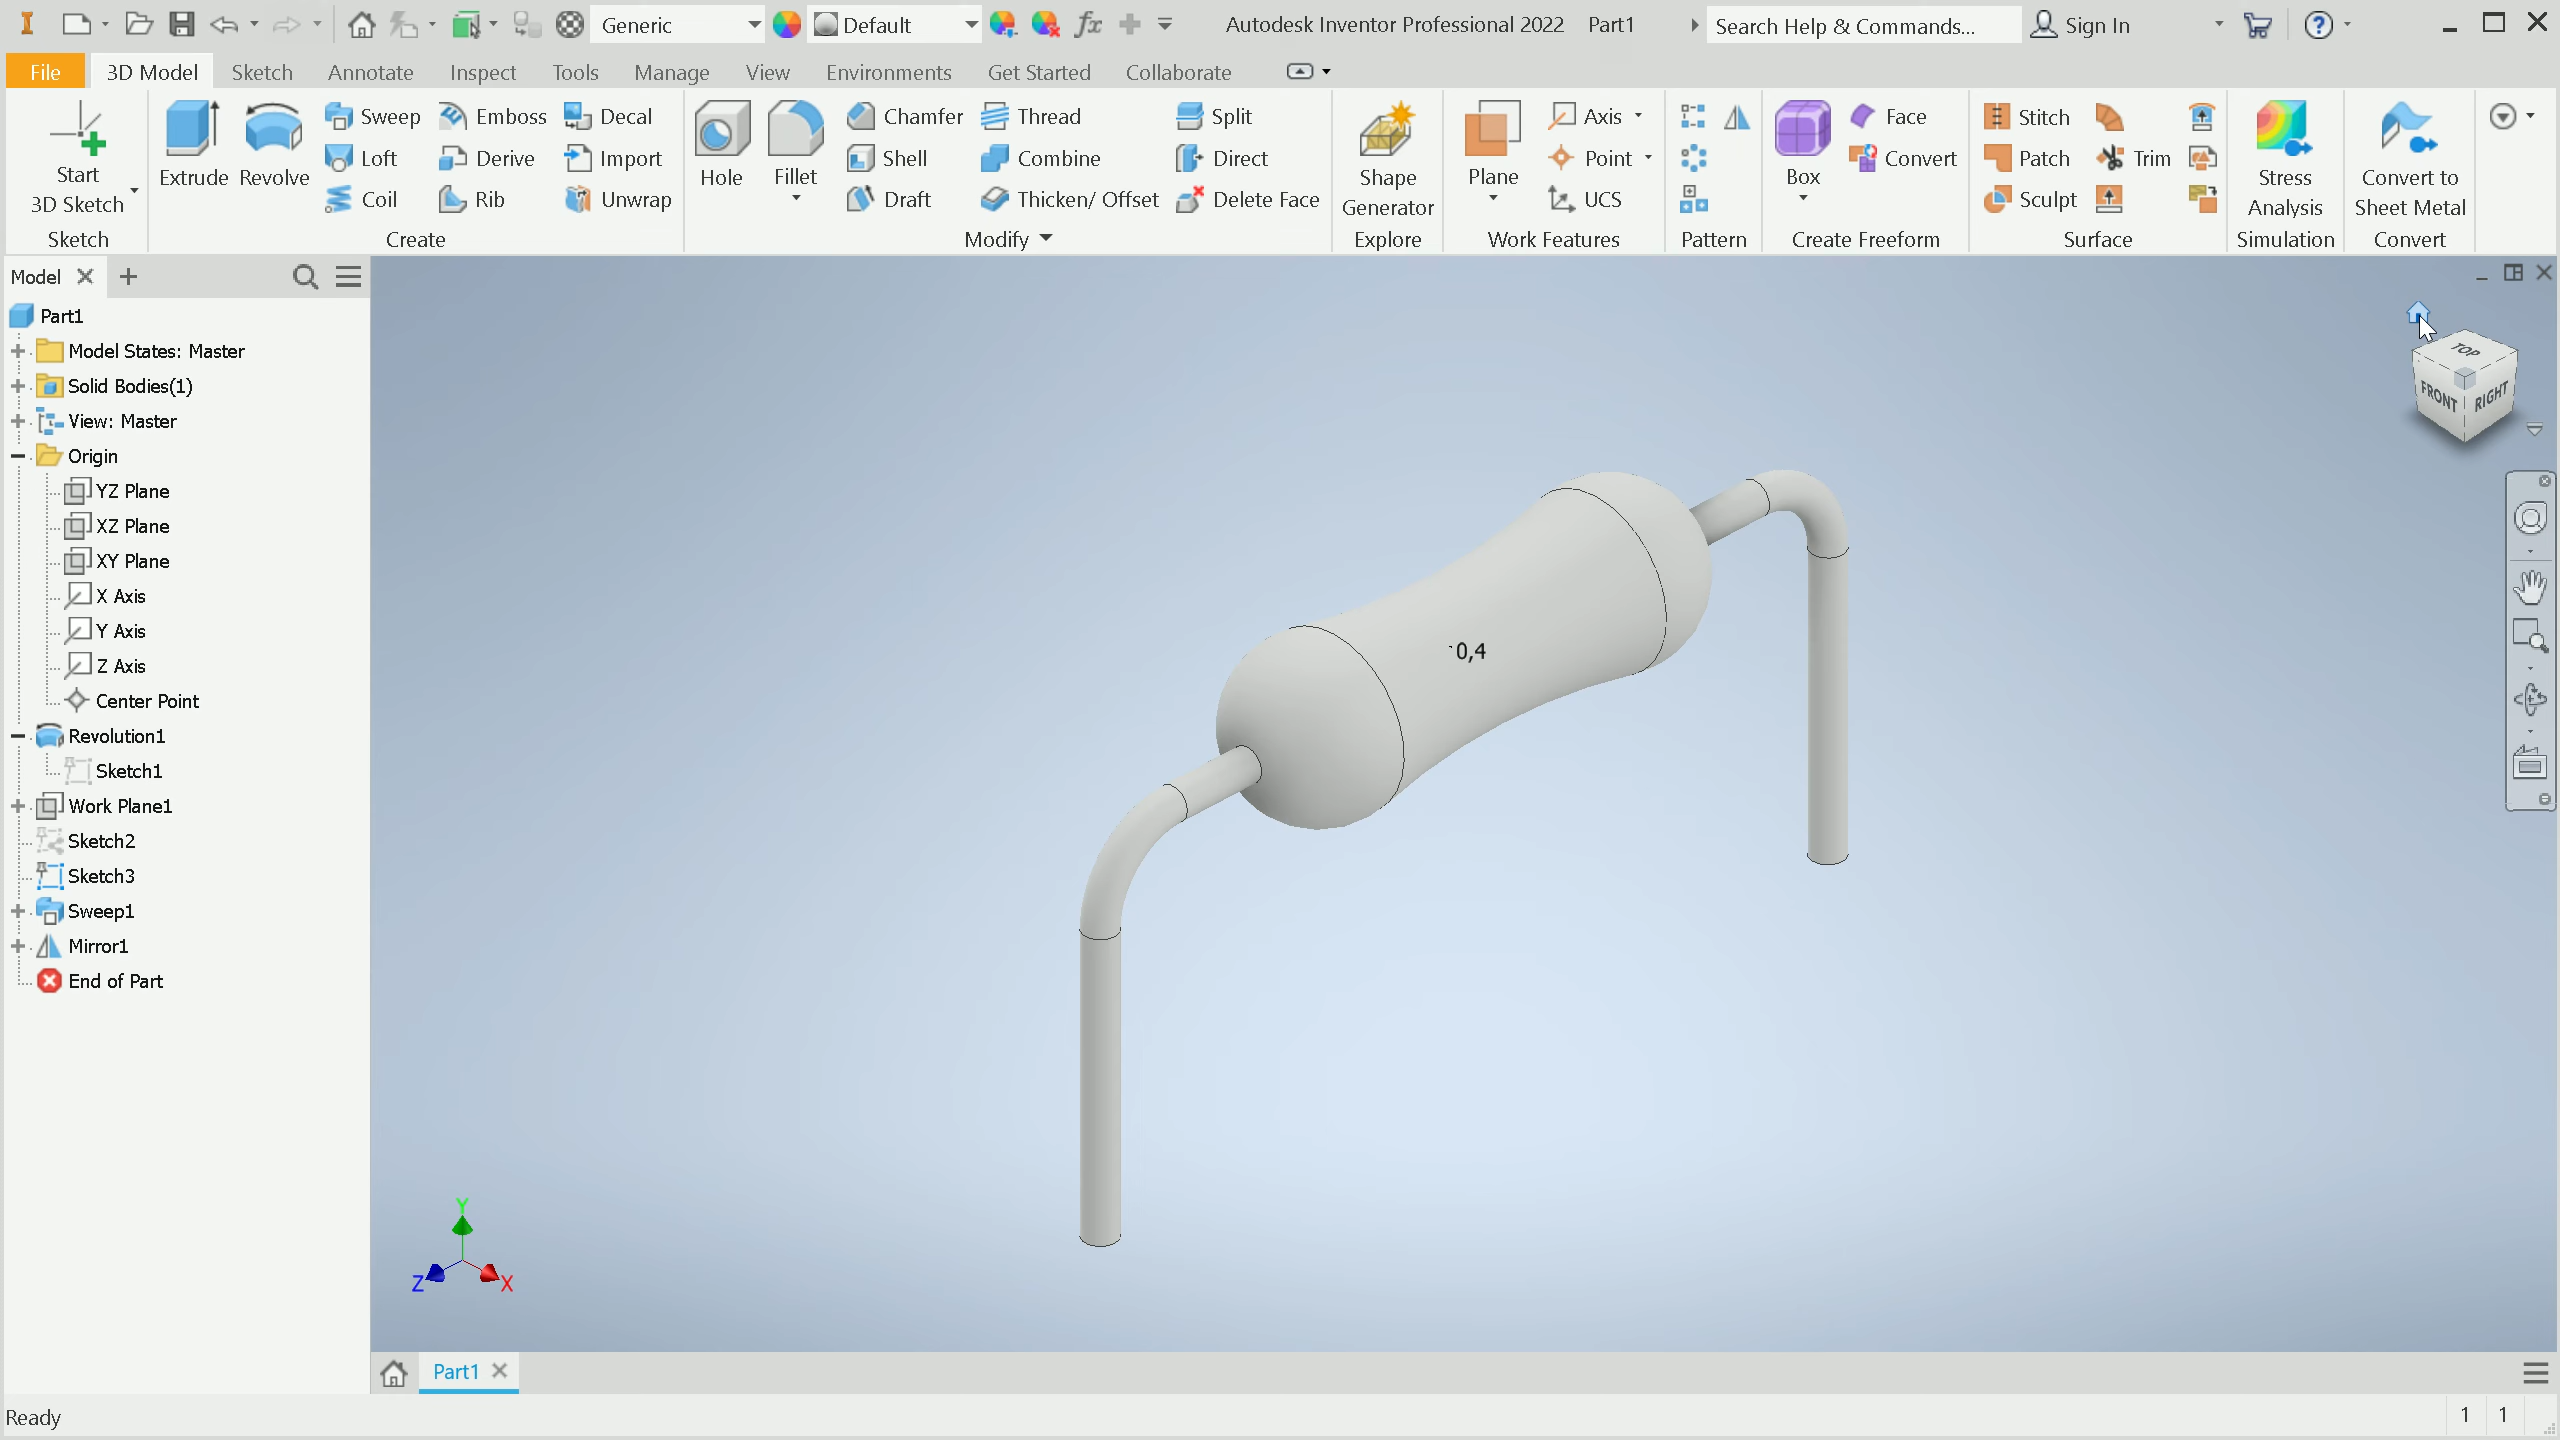 Generic
Default
fx
Autodesk Inventor Professional 2022 Part1
Search Help & Commands...
Sign In
File
3D Model
Sketch
Annotate
Inspect
Tools
Manage
View
Environments
Get Started
Collaborate
Start
3D Sketch
Sketch
Extrude
Revolve
Sweep
Loft
Coil
Emboss
Derive
Rib
Decal
Import
Unwrap
Create
Hole
Fillet
Chamfer
Shell
Draft
Thread
Combine
Thicken/ Offset
Split
Direct
Delete Face
Modify
Shape
Generator
Explore
Plane
Axis
Point
UCS
Work Features
Pattern
Box
Face
Convert
Create Freeform
Stitch
Patch
Sculpt
Trim
Surface
Stress
Analysis
Simulation
Convert to
Sheet Metal
Convert
Model
Part1
Model States: Master
Solid Bodies(1)
View: Master
Origin
YZ Plane
XZ Plane
XY Plane
X Axis
Y Axis
Z Axis
Center Point
Revolution1
Sketch1
Work Plane1
Sketch2
Sketch3
Sweep1
Mirror1
End of Part
TOP
FRONT
RIGHT
0,4
Y
Z
X
Part1
Ready
1 1